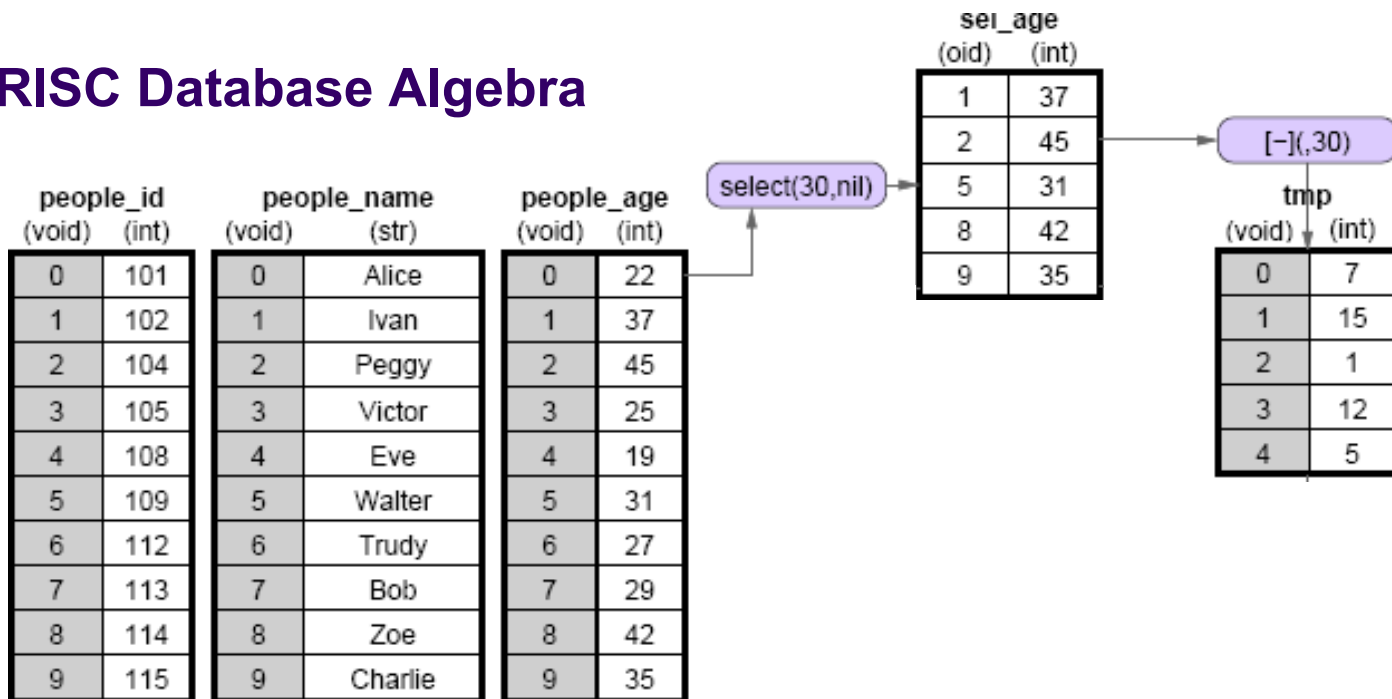 RISC Database Algebra
sel_age
(oid) (int)
1 37
2 45
5 31
8 42
9 35
select(30,nil)
[−](,30)
tmp
(void) (int)
0 7
1 15
2 1
3 12
4 5
people_id
(void) (int)
0 101
1 102
2 104
3 105
4 108
5 109
6 112
7 113
8 114
9 115
people_name
(void) (str)
0 Alice
1 Ivan
2 Peggy
3 Victor
4 Eve
5 Walter
6 Trudy
7 Bob
8 Zoe
9 Charlie
people_age
(void) (int)
0 22
1 37
2 45
3 25
4 19
5 31
6 27
7 29
8 42
9 35